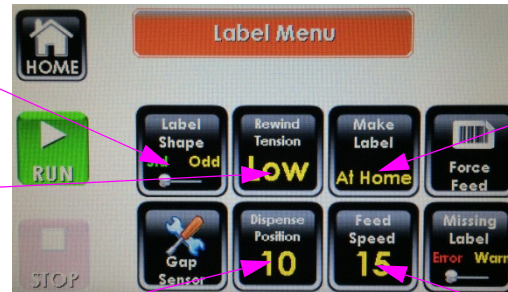 Label Menu
HOME
Label
Shape
Std Odd
Rewind
Tension
Low
Make
Label
At Home
Force
Feed
RUN
Gap
Sensor
Dispense
Position
10
Feed
Speed
15
Missing
Label
Error Warn
STOP